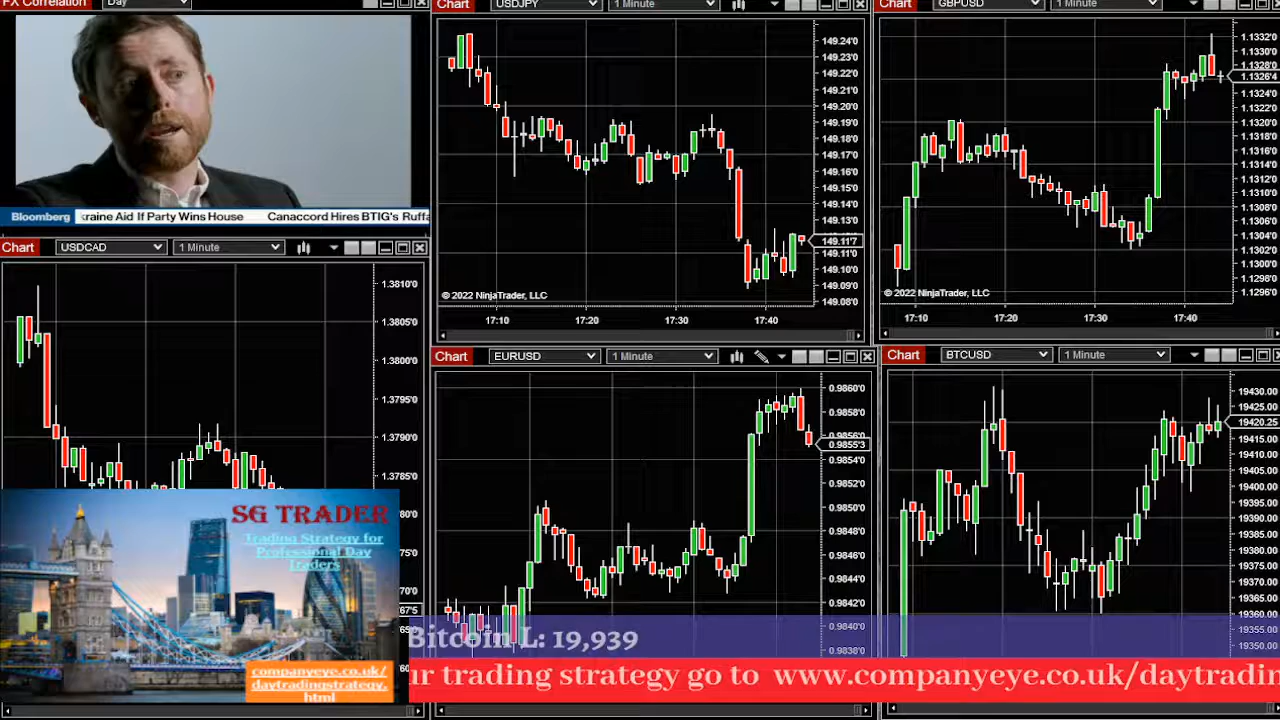 FX Correlation
Day
Bloomberg
kraine Aid If Party Wins House Canaccord Hires BTIG's Ruffa
Chart
USDJPY
1 Minute
149.24'0
149.23'0
149.22'0
149.21'0
149.20'0
149.19'0
149.18'0
149.17'0
149.16'0
149.15'0
149.14'0
149.13'0
149.11'7
149.11'0
149.10'0
149.09'0
149.08'0
© 2022 NinjaTrader, LLC
17:10
17:20
17:30
17:40
Chart
GBPUSD
1 Minute
1.1332'0
1.1330'0
1.1328'0
1.1326'4
1.1324'0
1.1322'0
1.1320'0
1.1318'0
1.1316'0
1.1314'0
1.1312'0
1.1310'0
1.1308'0
1.1306'0
1.1304'0
1.1302'0
1.1300'0
1.1298'0
1.1296'0
© 2022 NinjaTrader, LLC
17:10
17:20
17:30
17:40
Chart
USDCAD
1 Minute
1.3810'0
1.3805'0
1.3800'0
1.3795'0
1.3790'0
1.3785'0
80'0
75'0
70'0
67'5
65'
60'
SG TRADER
Trading Strategy for
Professional Day
Traders
companyeye.co.uk/
daytradingstrategy.
html
Chart
EURUSD
1 Minute
0.9860'0
0.9858'0
0.9856'0
0.9855'3
0.9854'0
0.9852'0
0.9850'0
0.9848'0
0.9846'0
0.9844'0
0.9842'0
0.9840'0
0.9838'0
Chart
BTCUSD
1 Minute
19430.00
19425.00
19420.25
19415.00
19410.00
19405.00
19400.00
19395.00
19390.00
19385.00
19380.00
19375.00
19370.00
19365.00
19360.00
19355.00
19350.00
Bitcoin L: 19,939
ur trading strategy go to www.companyeye.co.uk/daytradin